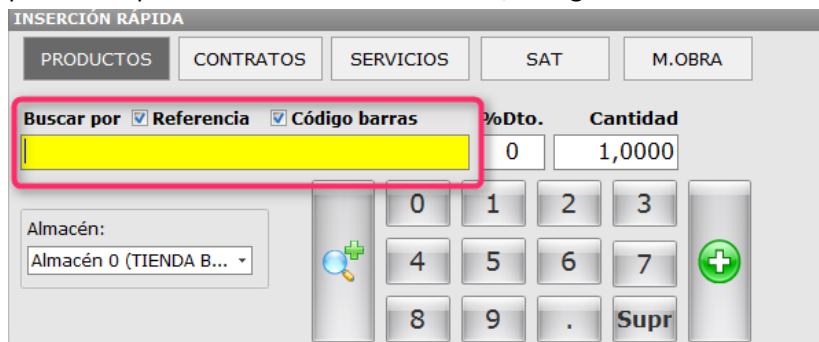 INSERCIÓN RÁPIDA
PRODUCTOS CONTRATOS SERVICIOS SAT M.OBRA
Buscar por Referencia Código barras %Dto. Cantidad
0 1,0000
Almacén:
Almacén 0 (TIENDA B...
0 1 2 3
4 5 6 7
8 9 . Supr